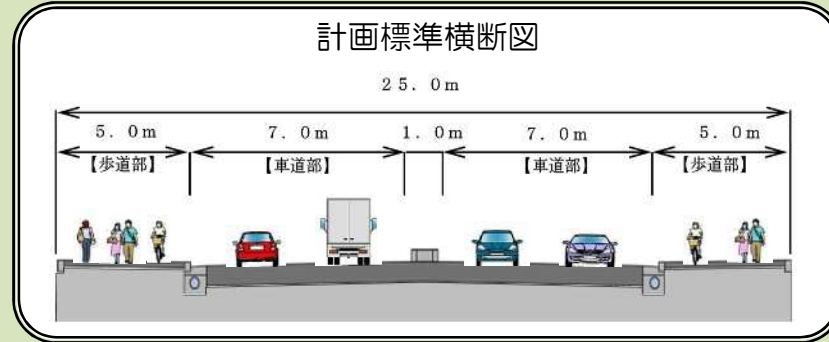 計画標準横断図
２５．０ｍ
５．０ｍ ７．０ｍ １．０ｍ ７．０ｍ ５．０ｍ
【歩道部】 【車道部】 【車道部】 【歩道部】